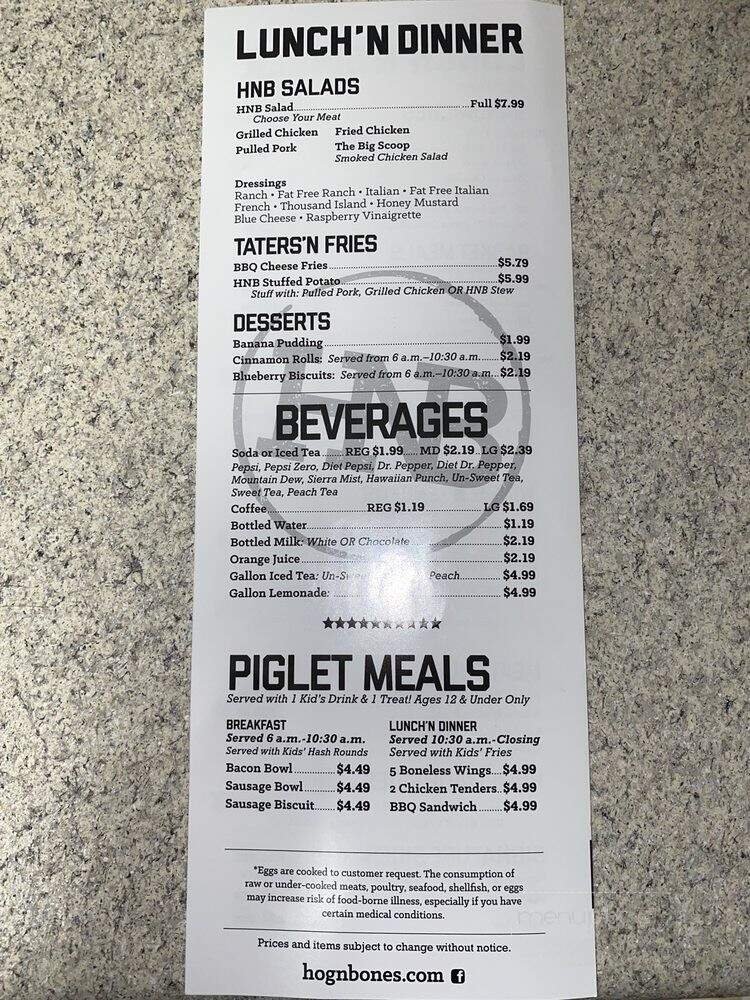 LUNCH'N DINNER
HNB SALADS
HNB Salad Full $7.99
Choose Your Meat
Grilled Chicken Fried Chicken
Pulled Pork The Big Scoop
Smoked Chicken Salad
Dressings
Ranch • Fat Free Ranch • Italian • Fat Free Italian
French • Thousand Island • Honey Mustard
Blue Cheese • Raspberry Vinaigrette
TATERS'N FRIES
BBQ Cheese Fries $5.79
HNB Stuffed Potato $5.99
Stuff with: Pulled Pork, Grilled Chicken OR HNB Stew
DESSERTS
Banana Pudding $1.99
Cinnamon Rolls: Served from 6 a.m.–10:30 a.m. $2.19
Blueberry Biscuits: Served from 6 a.m.–10:30 a.m. $2.19
HNB
BEVERAGES
Soda or Iced Tea REG $1.99 MD $2.19 LG $2.39
Pepsi, Pepsi Zero, Diet Pepsi, Dr. Pepper, Diet Dr. Pepper,
Mountain Dew, Sierra Mist, Hawaiian Punch, Un-Sweet Tea,
Sweet Tea, Peach Tea
Coffee REG $1.19 LG $1.69
Bottled Water $1.19
Bottled Milk: White OR Chocolate $2.19
Orange Juice $2.19
Gallon Iced Tea: Peach $4.99
Gallon Lemonade: $4.99
PIGLET MEALS
Served with 1 Kid's Drink & 1 Treat! Ages 12 & Under Only
BREAKFAST
Served 6 a.m.-10:30 a.m.
Served with Kids' Hash Rounds
Bacon Bowl $4.49
Sausage Bowl $4.49
Sausage Biscuit $4.49
LUNCH'N DINNER
Served 10:30 a.m.-Closing
Served with Kids' Fries
5 Boneless Wings $4.99
2 Chicken Tenders $4.99
BBQ Sandwich $4.99
*Eggs are cooked to customer request. The consumption of
raw or under-cooked meats, poultry, seafood, shellfish, or eggs
may increase risk of food-borne illness, especially if you have
certain medical conditions.
Prices and items subject to change without notice.
hognbones.com